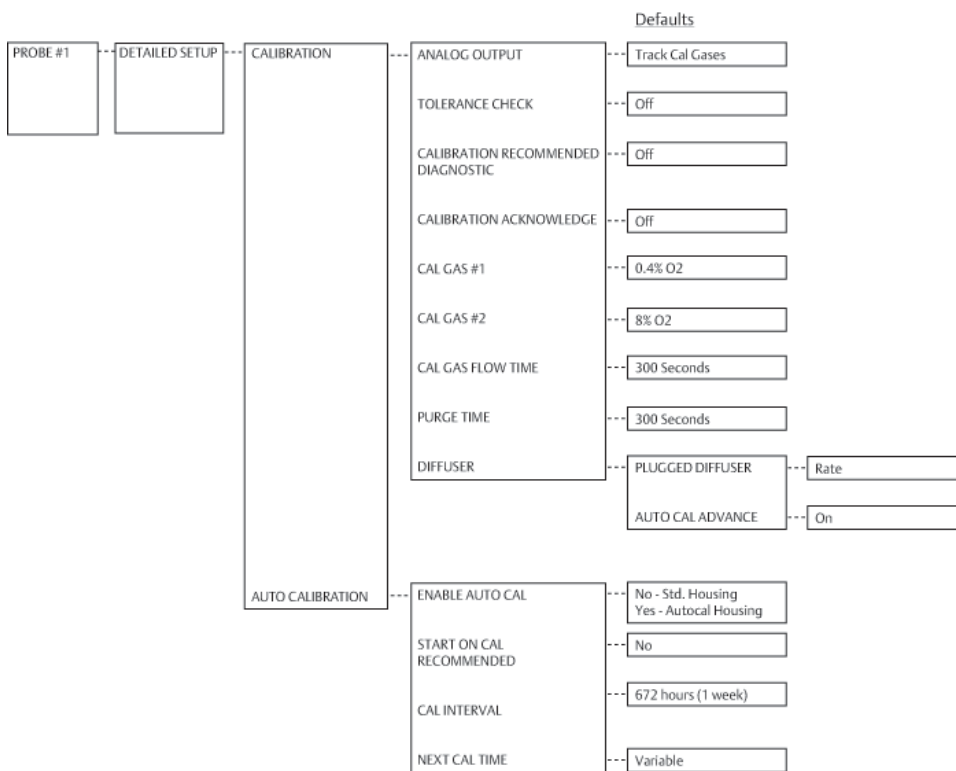 Defaults
PROBE #1
DETAILED SETUP
CALIBRATION
ANALOG OUTPUT
Track Cal Gases
TOLERANCE CHECK
Off
CALIBRATION RECOMMENDED
DIAGNOSTIC
Off
CALIBRATION ACKNOWLEDGE
Off
CAL GAS #1
0.4% O2
CAL GAS #2
8% O2
CAL GAS FLOW TIME
300 Seconds
PURGE TIME
300 Seconds
DIFFUSER
PLUGGED DIFFUSER
Rate
AUTO CAL ADVANCE
On
AUTO CALIBRATION
ENABLE AUTO CAL
No - Std. Housing
Yes - Autocal Housing
START ON CAL
RECOMMENDED
No
CAL INTERVAL
672 hours (1 week)
NEXT CAL TIME
Variable